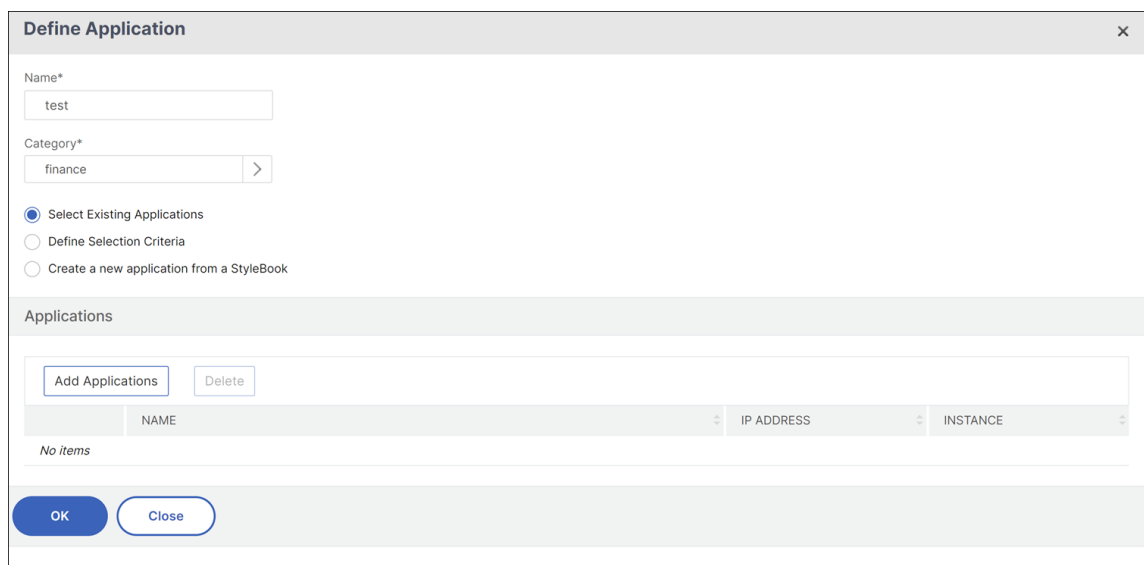 Define Application
Name*
test
Category*
finance
Select Existing Applications
Define Selection Criteria
Create a new application from a StyleBook
Applications
Add Applications Delete
NAME IP ADDRESS INSTANCE
No items
OK Close